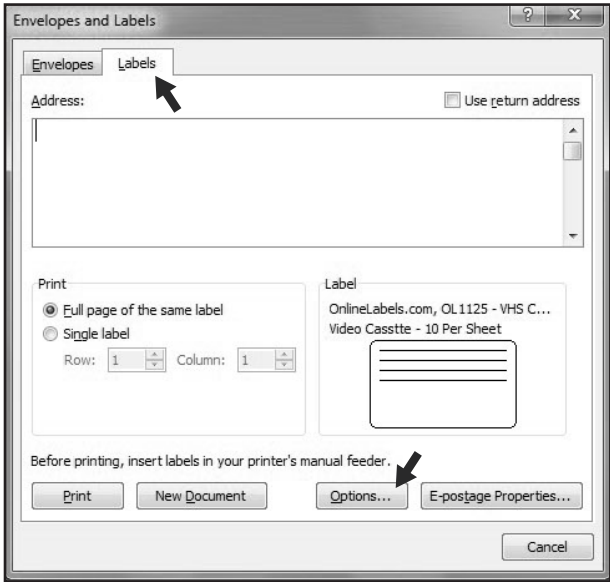 Envelopes and Labels
Envelopes Labels
Address: Use return address
Print
Full page of the same label
Single label
Row: 1 Column: 1
Label
OnlineLabels.com, OL1125 - VHS C...
Video Casstte - 10 Per Sheet
Before printing, insert labels in your printer's manual feeder.
Print New Document Options... E-postage Properties...
Cancel